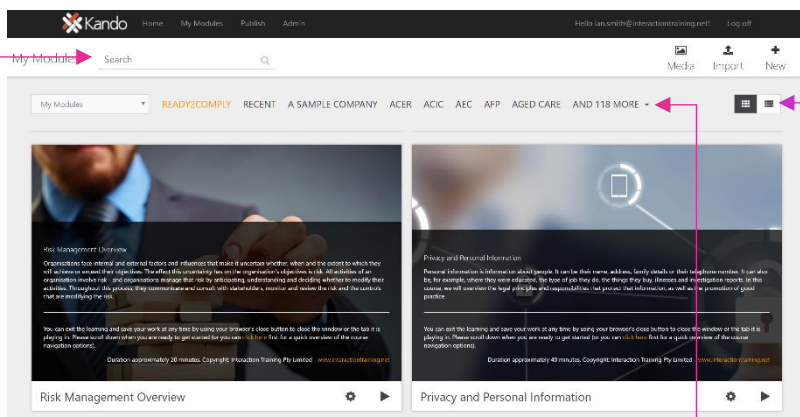 Kando Home My Modules Publish Admin Hello ian.smith@interactiontraining.net! Log off
My Modules Search Media Import New
My Modules READY2COMPLY RECENT A SAMPLE COMPANY ACER ACIC AEC AFP AGED CARE AND 118 MORE
Risk Management Overview
Organisations face internal and external factors and influences that make it uncertain whether, when and the extent to which they
will achieve or exceed their objectives. The effect this uncertainty has on the organisation's objectives is risk. All activities of an
organisation involve risk - and organisations manage that risk by anticipating, understanding and deciding whether to modify their
activities. Throughout this process, they communicate and consult with stakeholders, monitor and review the risk and the controls
that are modifying the risk.
You can exit the learning and save your work at any time by using your browser's close button to close the window or the tab it is
playing in. Please scroll down when you are ready to get started (or you can click here first for a quick overview of the course
navigation options).
Duration approximately 20 minutes. Copyright: Interaction Training Pty Limited www.interactiontraining.net
Risk Management Overview
Privacy and Personal Information
Personal information is information about people. It can be their name, address, family details or their telephone number. It can also
be, for example, where they were educated, the type of job they do, the things they buy, illnesses and investigation reports. In this
course, we will overview the legal principles and responsibilities that protect that information, as well as the promotion of good
practice.
You can exit the learning and save your work at any time by using your browser's close button to close the window or the tab it is
playing in. Please scroll down when you are ready to get started (or you can click here first for a quick overview of the course
navigation options).
Duration approximately 40 minutes. Copyright: Interaction Training Pty Limited www.interactiontraining.net
Privacy and Personal Information